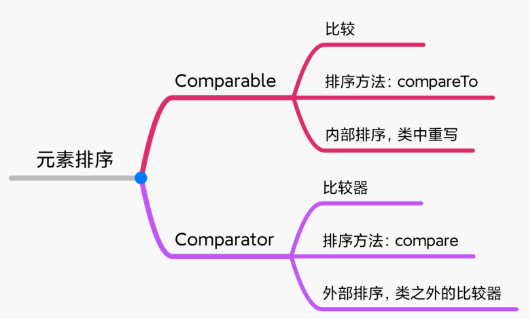 元素排序
Comparable
比较
排序方法：compareTo
内部排序，类中重写
Comparator
比较器
排序方法：compare
外部排序，类之外的比较器